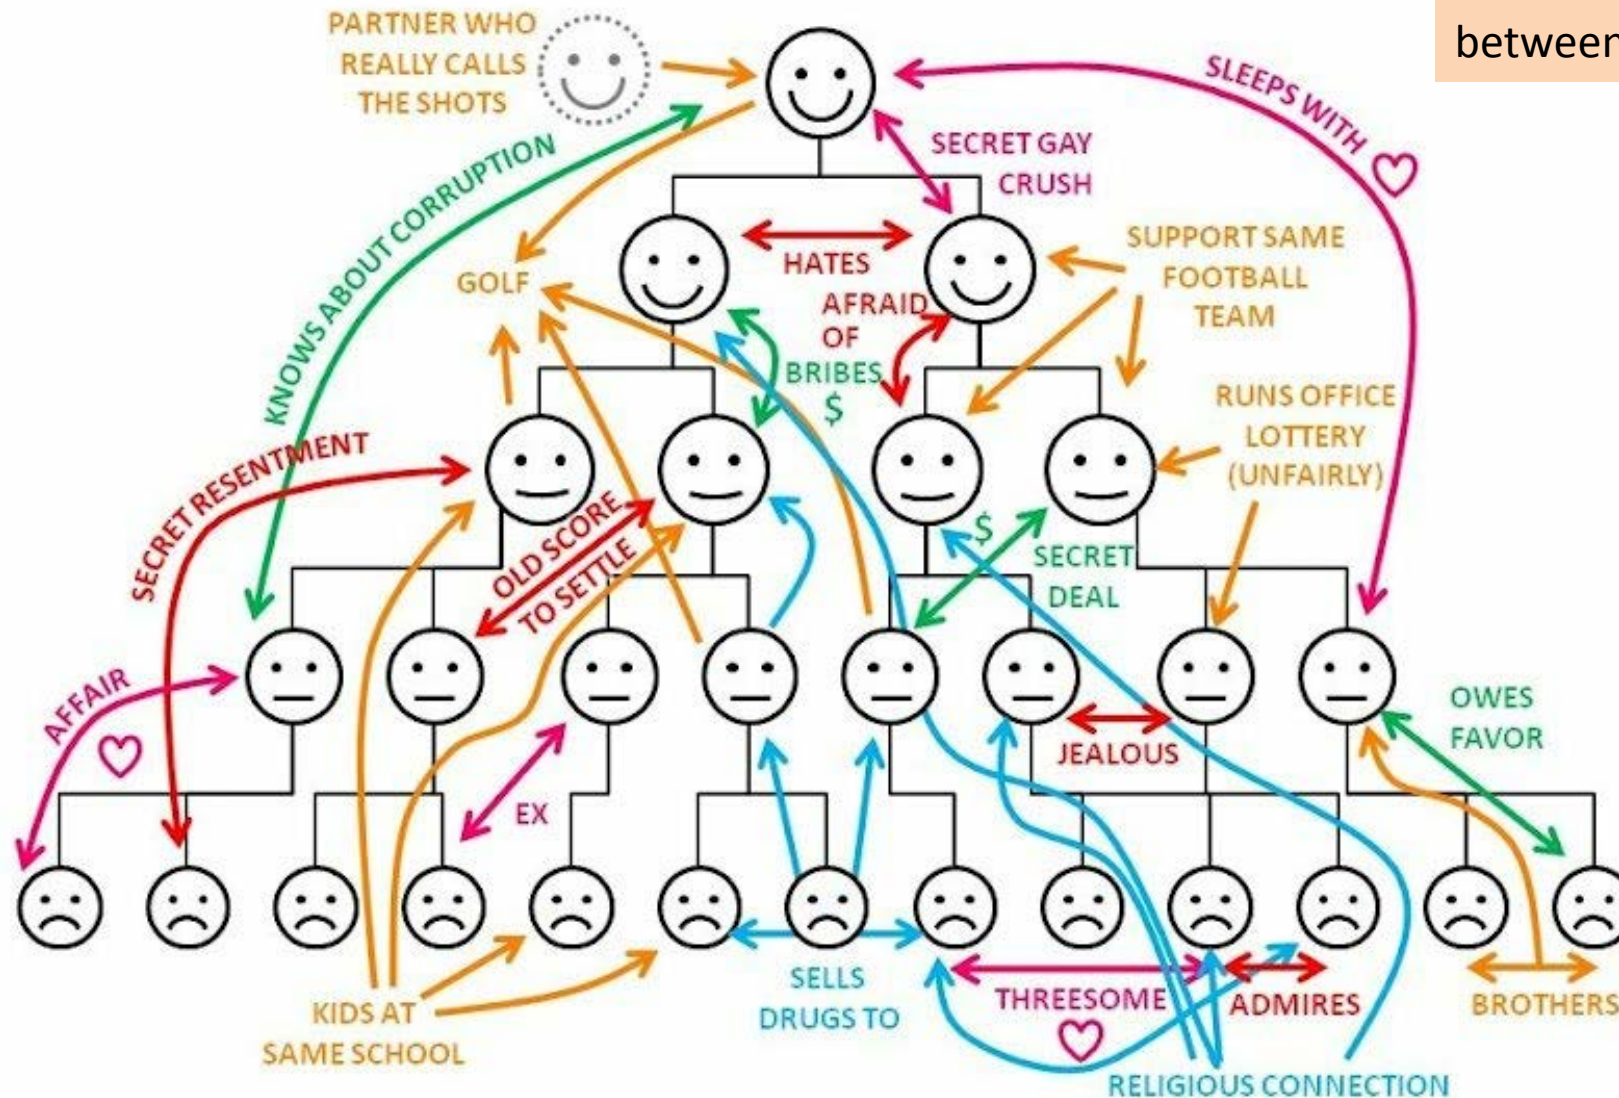 PARTNER WHO
REALLY CALLS
THE SHOTS
between
SLEEPS WITH
SECRET GAY
CRUSH
KNOWS ABOUT CORRUPTION
GOLF
HATES
SUPPORT SAME
FOOTBALL
TEAM
AFRAID
OF
BRIBES
$
RUNS OFFICE
LOTTERY
(UNFAIRLY)
SECRET RESENTMENT
OLD SCORE
TO SETTLE
$
SECRET
DEAL
AFFAIR
OWES
FAVOR
JEALOUS
EX
SELLS
DRUGS TO
THREESOME
ADMIRES
BROTHERS
KIDS AT
SAME SCHOOL
RELIGIOUS CONNECTION